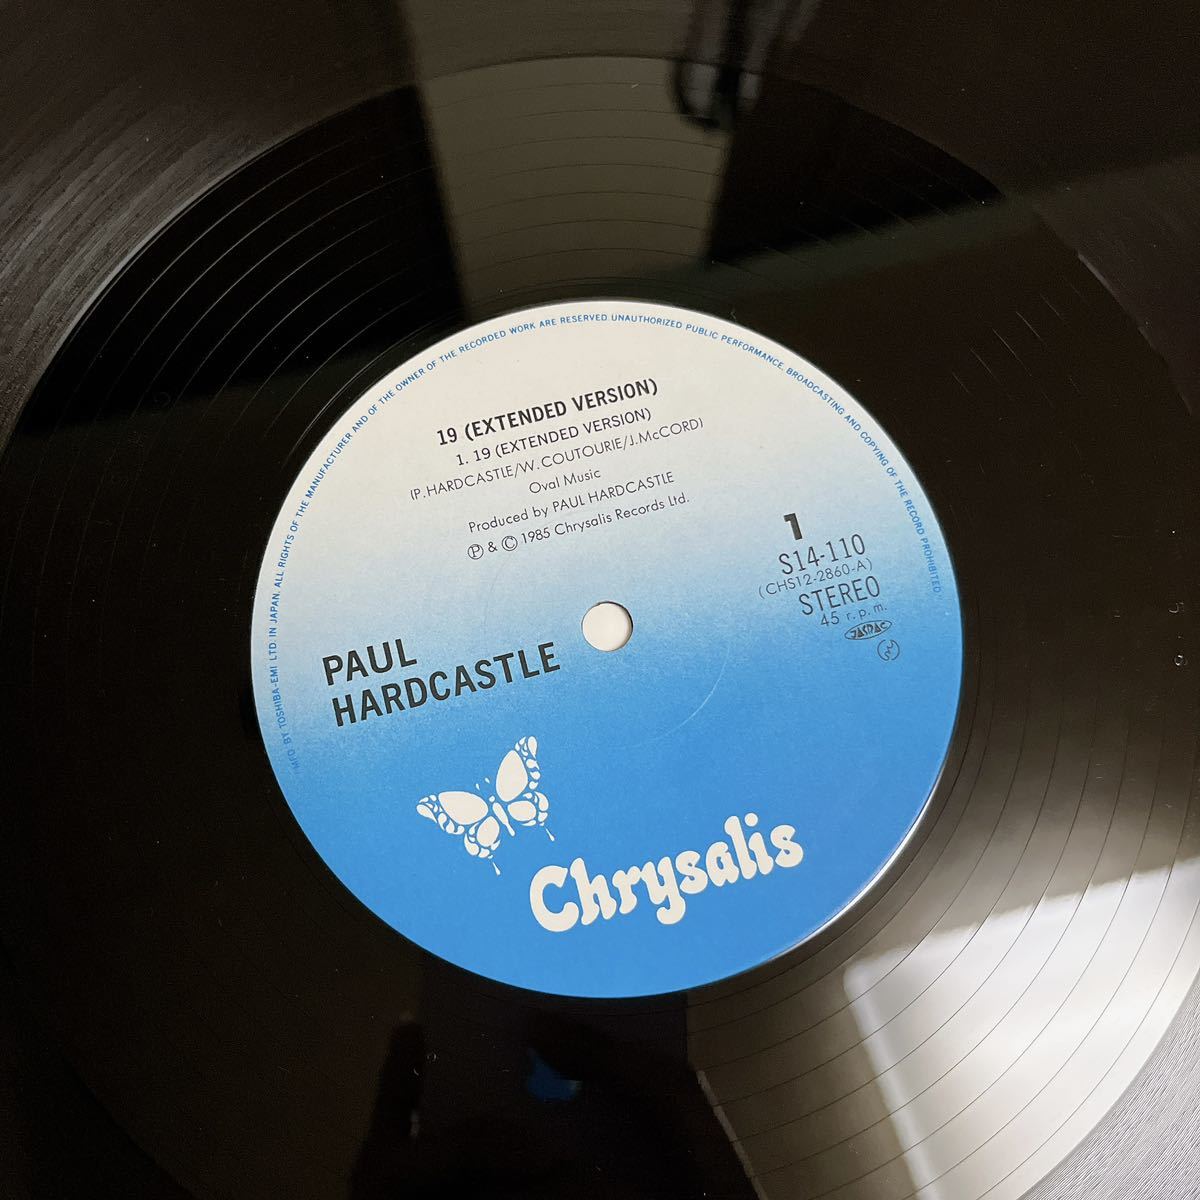 MFD. BY TOSHIBA-EMI LTD. IN JAPAN. ALL RIGHTS OF THE MANUFACTURER AND OF THE OWNER OF THE RECORDED WORK ARE RESERVED. UNAUTHORIZED PUBLIC PERFORMANCE, BROADCASTING AND COPYING OF THE RECORD PROHIBITED.
19 (EXTENDED VERSION)
1. 19 (EXTENDED VERSION)
(P. HARDCASTLE/W. COUTOURIE/J. McCORD)
Oval Music
Produced by PAUL HARDCASTLE
Ⓟ & © 1985 Chrysalis Records Ltd.
1
S14-110
(CHS12-2860-A)
STEREO
45 r.p.m.
JASRAC
PAUL
HARDCASTLE
Chrysalis